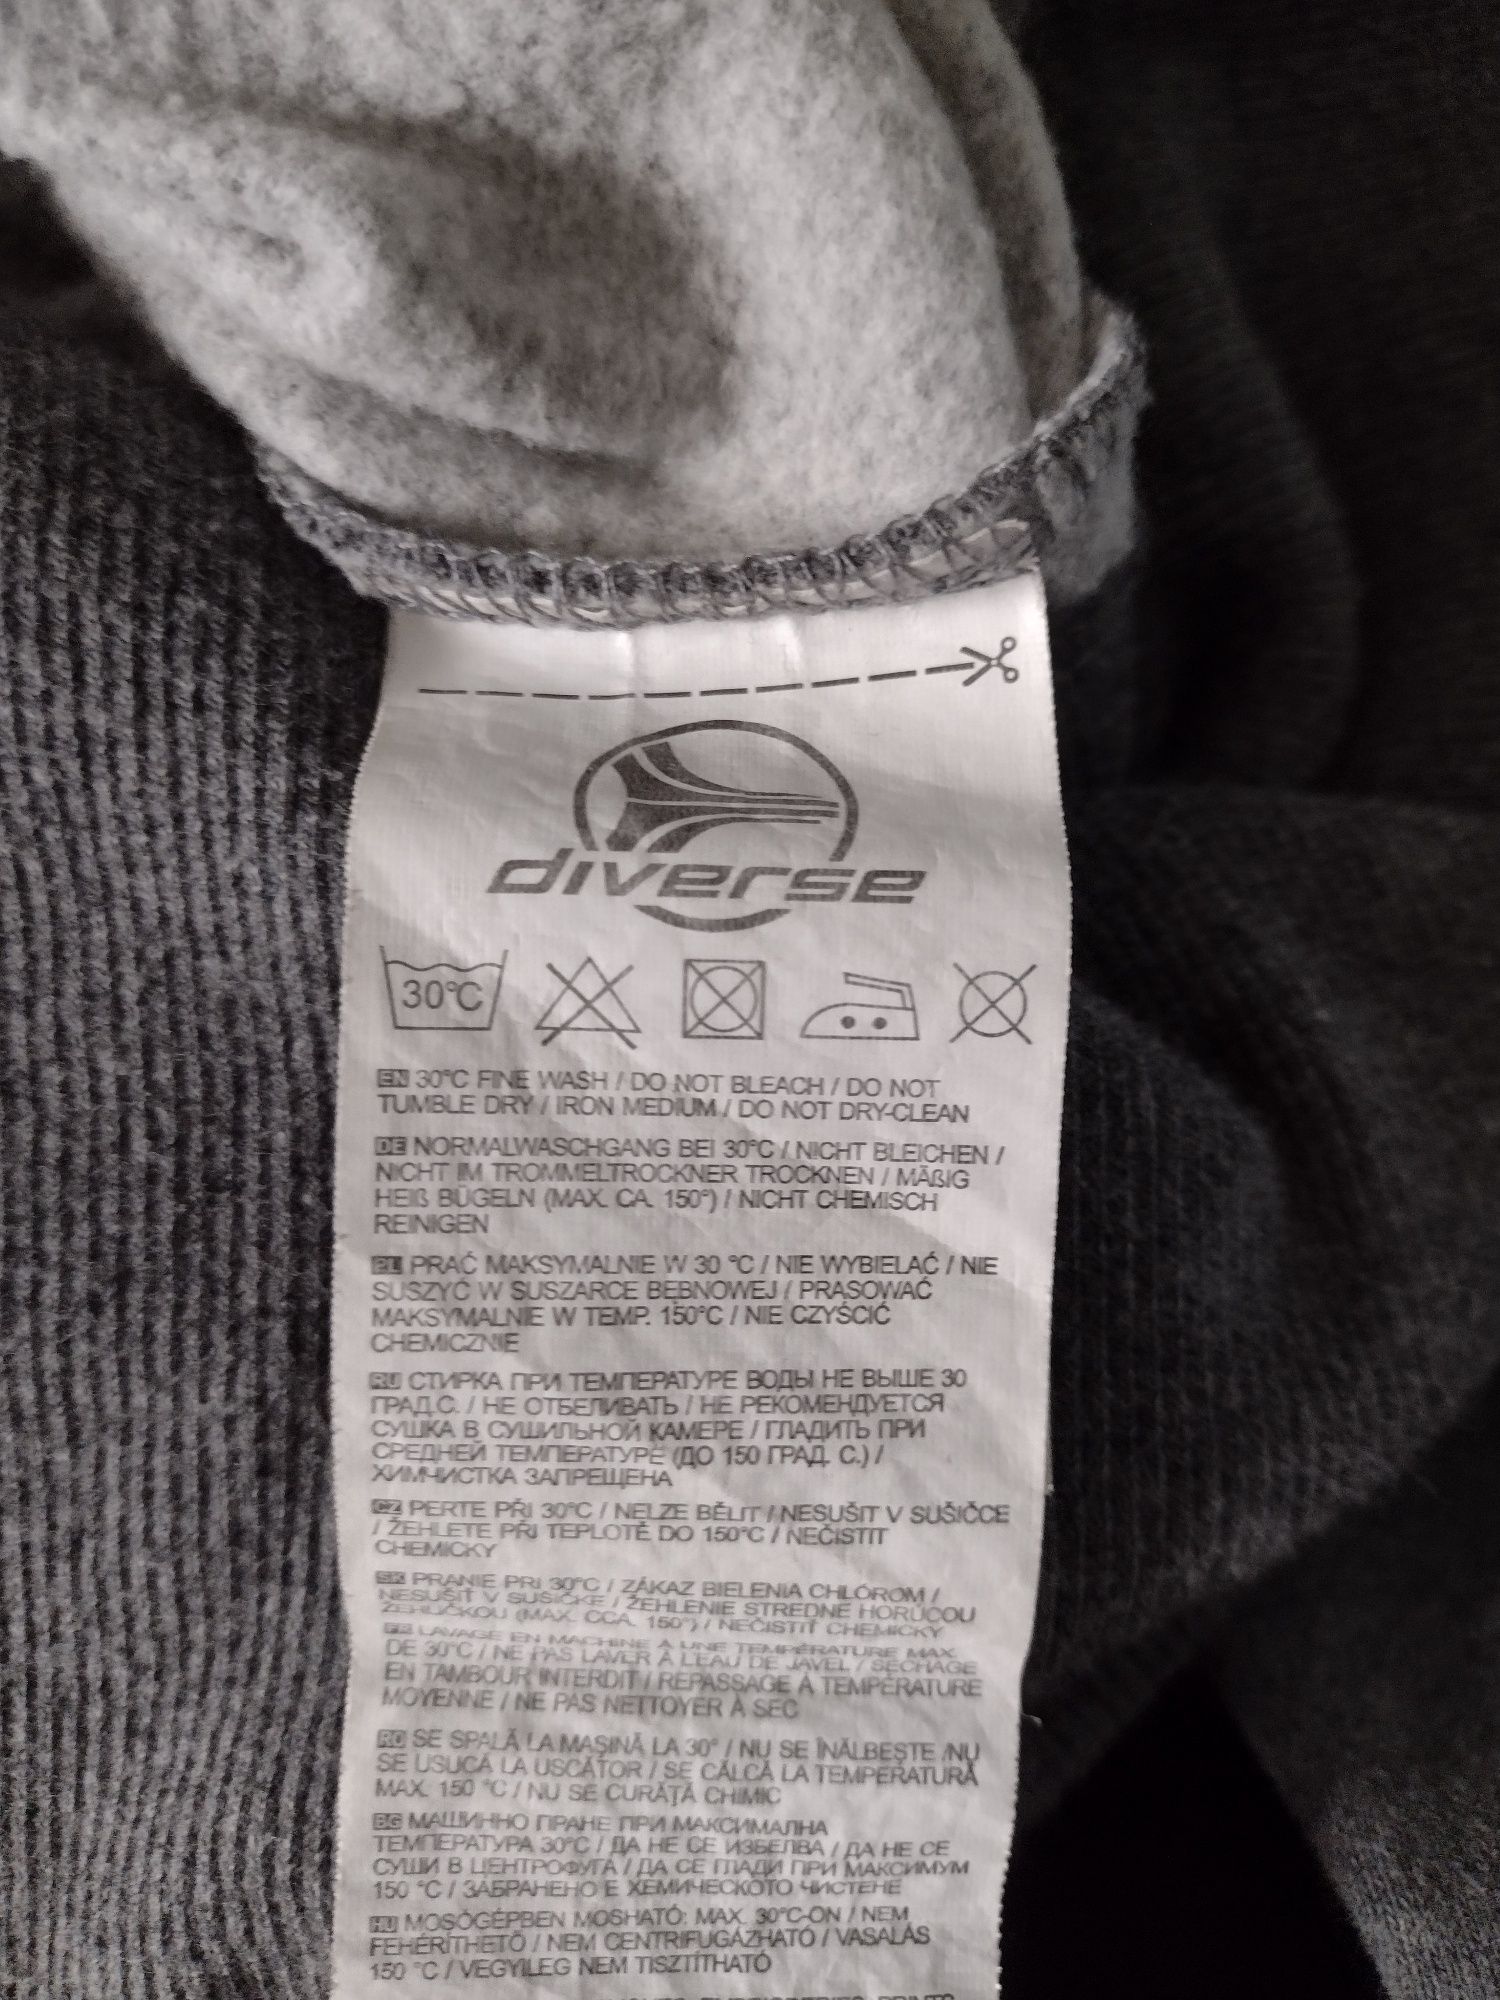 diverse
30°C
EN 30°C FINE WASH / DO NOT BLEACH / DO NOT
TUMBLE DRY / IRON MEDIUM / DO NOT DRY-CLEAN
DE NORMALWASCHGANG BEI 30°C / NICHT BLEICHEN /
NICHT IM TROMMELTROCKNER TROCKNEN / MÄßIG
HEIß BÜGELN (MAX. CA. 150°) / NICHT CHEMISCH
REINIGEN
PL PRAĆ MAKSYMALNIE W 30 °C / NIE WYBIELAĆ / NIE
SUSZYĆ W SUSZARCE BĘBNOWEJ / PRASOWAĆ
MAKSYMALNIE W TEMP. 150°C / NIE CZYŚCIĆ
CHEMICZNIE
RU СТИРКА ПРИ ТЕМПЕРАТУРЕ ВОДЫ НЕ ВЫШЕ 30
ГРАД.С. / НЕ ОТБЕЛИВАТЬ / НЕ РЕКОМЕНДУЕТСЯ
СУШКА В СУШИЛЬНОЙ КАМЕРЕ / ГЛАДИТЬ ПРИ
СРЕДНЕЙ ТЕМПЕРАТУРЕ (ДО 150 ГРАД. С.) /
ХИМЧИСТКА ЗАПРЕЩЕНА
CZ PERTE PŘI 30°C / NELZE BĚLIT / NESUŠIT V SUŠIČCE
/ ŽEHLETE PŘI TEPLOTĚ DO 150°C / NEČISTIT
CHEMICKY
SK PRANIE PRI 30°C / ZÁKAZ BIELENIA CHLÓROM /
NESUŠIŤ V SUŠIČKE / ŽEHLENIE STREDNE HORÚCOU
ŽEHLIČKOU (MAX. CCA. 150°) / NEČISTIŤ CHEMICKY
FR LAVAGE EN MACHINE A UNE TEMPÉRATURE MAX.
DE 30°C / NE PAS LAVER À L'EAU DE JAVEL / SÉCHAGE
EN TAMBOUR INTERDIT / REPASSAGE À TEMPÉRATURE
MOYENNE / NE PAS NETTOYER À SEC
RO SE SPALĂ LA MAŞINĂ LA 30° / NU SE ÎNĂLBEŞTE /NU
SE USUCĂ LA USCĂTOR / SE CĂLCĂ LA TEMPERATURĂ
MAX. 150 °C / NU SE CURĂŢĂ CHIMIC
BG МАШИННО ПРАНЕ ПРИ МАКСИМАЛНА
ТЕМПЕРАТУРА 30°C / ДА НЕ СЕ ИЗБЕЛВА / ДА НЕ СЕ
СУШИ В ЦЕНТРОФУГА / ДА СЕ ГЛАДИ ПРИ МАКСИМУМ
150 °C / ЗАБРАНЕНО Е ХЕМИЧЕСКОТО ЧИСТЕНЕ
HU MOSÓGÉPBEN MOSHATÓ: MAX. 30°C-ON / NEM
FEHÉRÍTHETŐ / NEM CENTRIFUGÁZHATÓ / VASALÁS
150 °C / VEGYILEG NEM TISZTÍTHATÓ